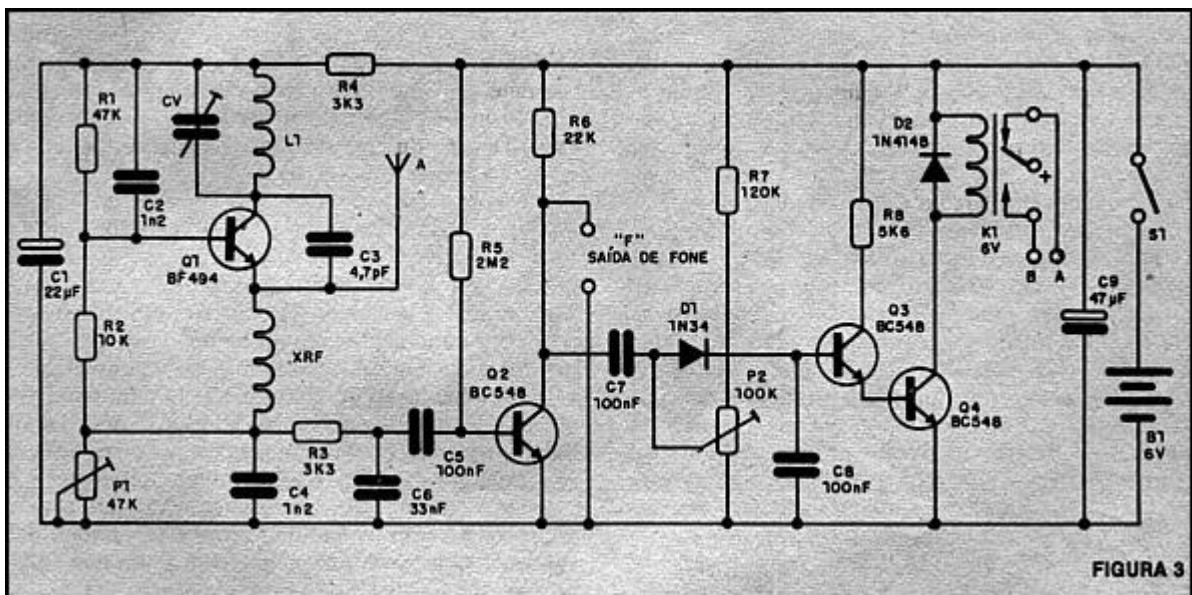 R1
47K
C2
1n2
CV
L1
R4
3K3
A
C1
22µF
Q1
BF494
C3
4,7pF
R2
10K
XRF
P1
47K
R3
3K3
C4
1n2
C6
33nF
C5
100nF
R5
2M2
Q2
BC548
R6
22K
"F"
SAÍDA DE FONE
C7
100nF
D1
1N34
R7
120K
P2
100K
C8
100nF
R8
5K6
Q3
BC548
Q4
BC548
D2
1N4148
K1
6V
+
B A
C9
47µF
S1
B1
6V
FIGURA 3